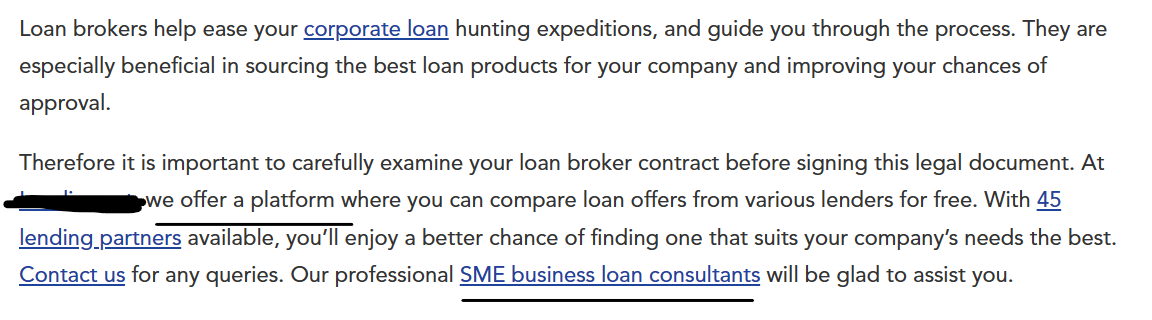 Loan brokers help ease your corporate loan hunting expeditions, and guide you through the process. They are
especially beneficial in sourcing the best loan products for your company and improving your chances of
approval.
Therefore it is important to carefully examine your loan broker contract before signing this legal document. At
we offer a platform where you can compare loan offers from various lenders for free. With 45
lending partners available, you’ll enjoy a better chance of finding one that suits your company’s needs the best.
Contact us for any queries. Our professional SME business loan consultants will be glad to assist you.